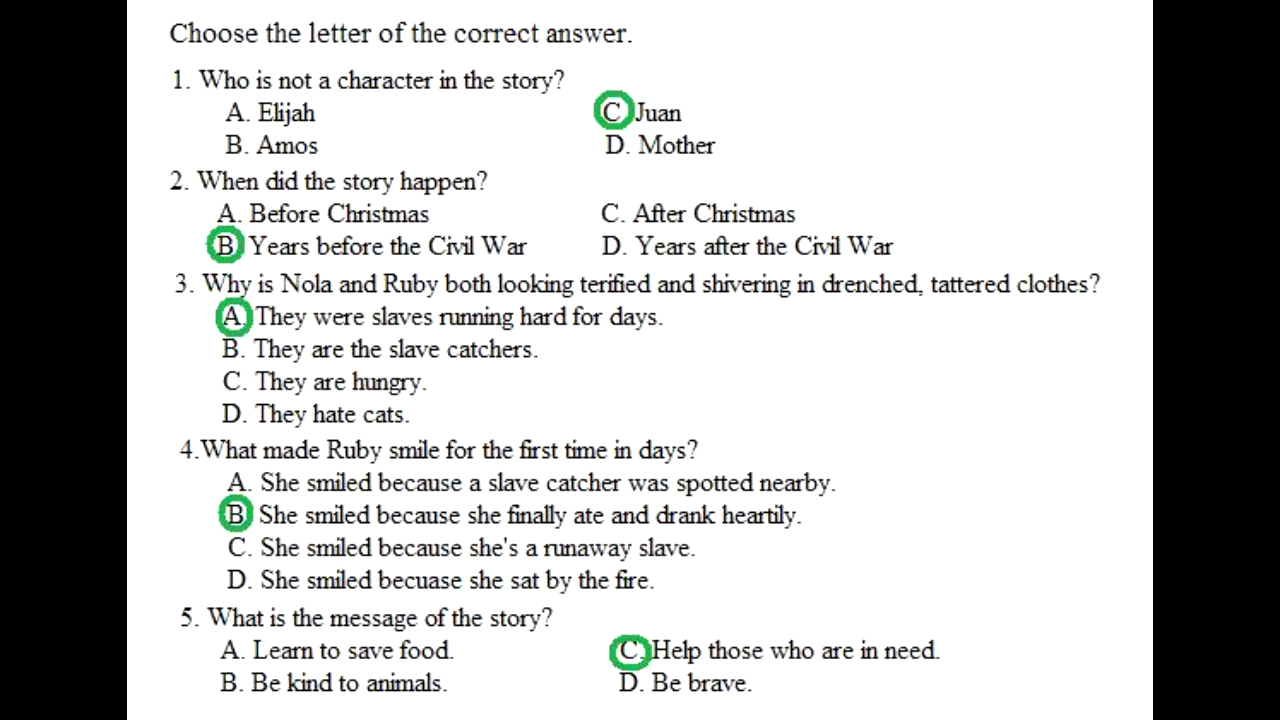 Choose the letter of the correct answer.
1. Who is not a character in the story?
A. Elijah
C Juan
B. Amos
D. Mother
2. When did the story happen?
A. Before Christmas
C. After Christmas
B Years before the Civil War
D. Years after the Civil War
3. Why is Nola and Ruby both looking terified and shivering in drenched, tattered clothes?
A They were slaves running hard for days.
B. They are the slave catchers.
C. They are hungry.
D. They hate cats.
4.What made Ruby smile for the first time in days?
A. She smiled because a slave catcher was spotted nearby.
B She smiled because she finally ate and drank heartily.
C. She smiled because she's a runaway slave.
D. She smiled becuase she sat by the fire.
5. What is the message of the story?
A. Learn to save food.
C. Help those who are in need.
B. Be kind to animals.
D. Be brave.